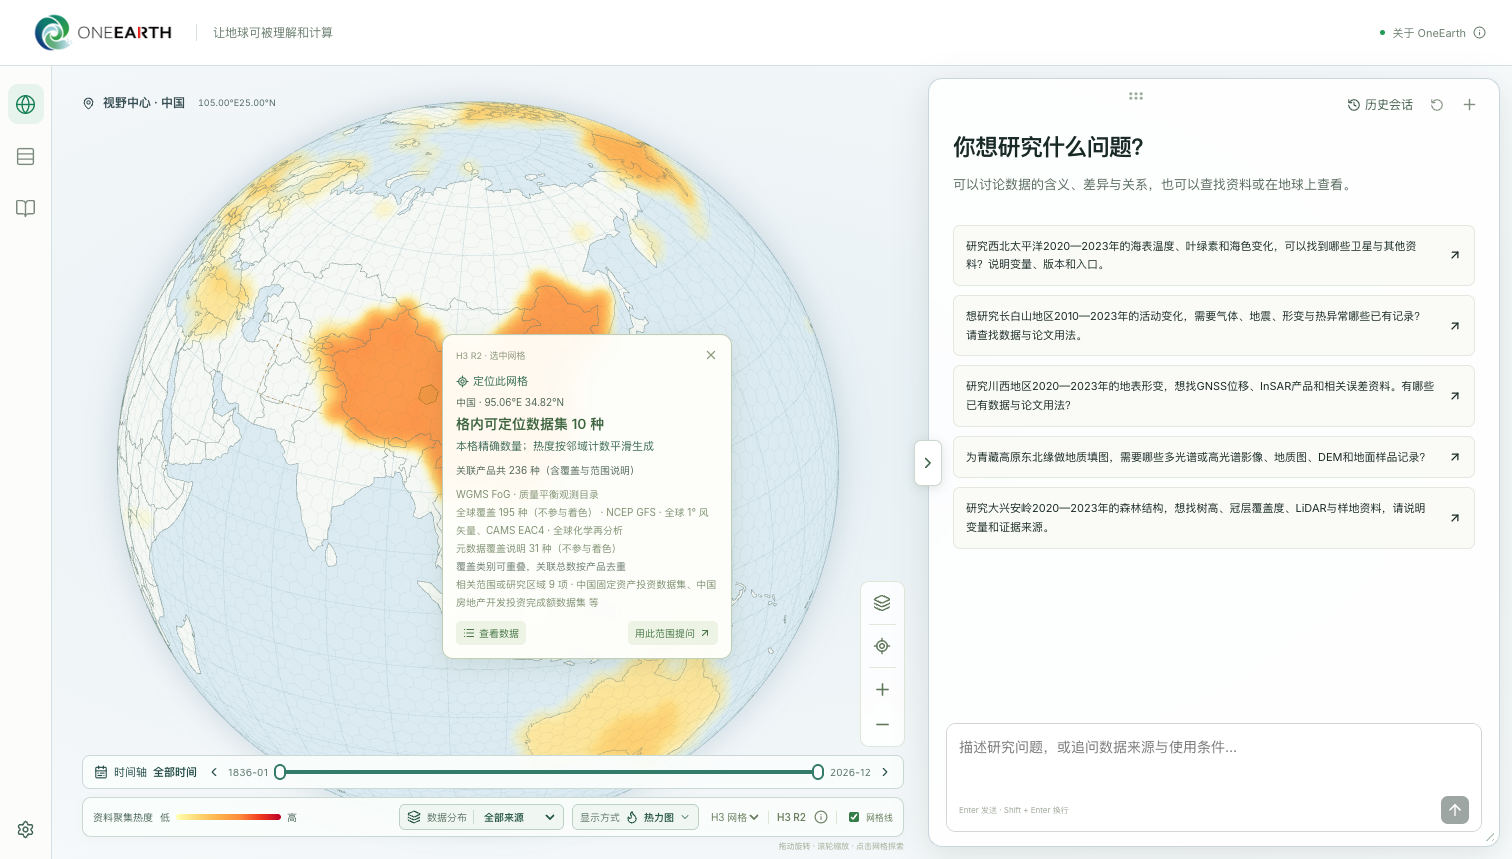 ONEEARTH
让地球可被理解和计算
关于 OneEarth
视野中心 · 中国 105.00°E25.00°N
历史会话
你想研究什么问题?
可以讨论数据的含义、差异与关系，也可以查找资料或在地球上查看。
研究西北太平洋2020—2023年的海表温度、叶绿素和海色变化，可以找到哪些卫星与其他资
料？说明变量、版本和入口。
想研究长白山地区2010—2023年的活动变化，需要气体、地震、形变与热异常哪些已有记录?
请查找数据与论文用法。
研究川西地区2020—2023年的地表形变，想找GNSS位移、InSAR产品和相关误差资料。有哪些
已有数据与论文用法?
为青藏高原东北缘做地质填图，需要哪些多光谱或高光谱影像、地质图、DEM和地面样品记录?
研究大兴安岭2020—2023年的森林结构，想找树高、冠层覆盖度、LiDAR与样地资料，请说明
变量和证据来源。
H3 R2 · 选中网格
定位此网格
中国 · 95.06°E 34.82°N
格内可定位数据集 10 种
本格精确数量；热度按邻域计数平滑生成
关联产品共 236 种（含覆盖与范围说明）
WGMS FoG · 质量平衡观测目录
全球覆盖 195 种（不参与着色） · NCEP GFS · 全球 1° 风
矢量、CAMS EAC4 · 全球化学再分析
元数据覆盖说明 31 种（不参与着色）
覆盖类别可重叠，关联总数按产品去重
相关范围或研究区域 9 项 · 中国固定资产投资数据集、中国
房地产开发投资完成额数据集 等
查看数据
用此范围提问
时间轴 全部时间 1836-01 2026-12
资料聚集热度 低 高 数据分布 全部来源 显示方式 热力图 H3 网格 H3 R2 网格线
拖动旋转 · 滚轮缩放 · 点击网格探索
描述研究问题，或追问数据来源与使用条件...
Enter 发送 · Shift + Enter 换行